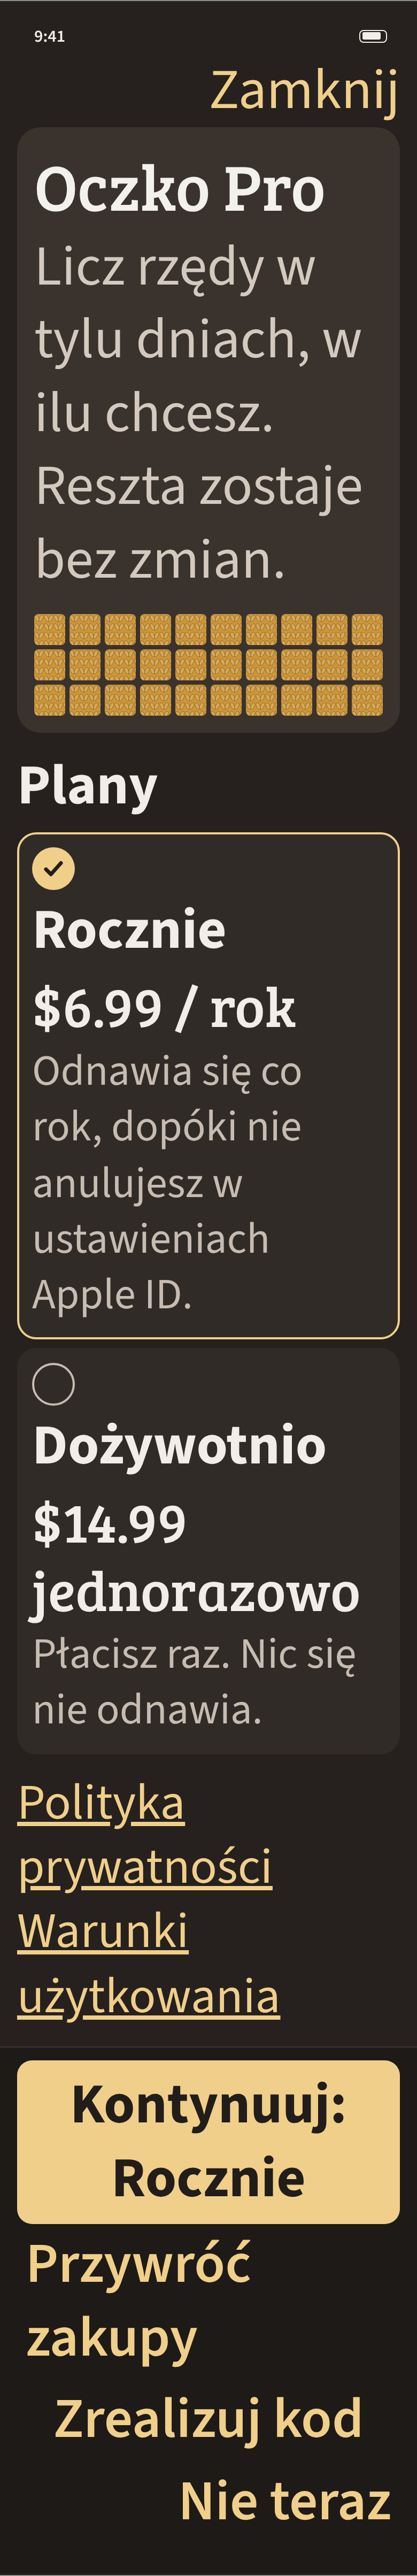 9:41
Zamknij
Oczko Pro
Licz rzędy w
tylu dniach, w
ilu chcesz.
Reszta zostaje
bez zmian.
Plany
Rocznie
$6.99 / rok
Odnawia się co
rok, dopóki nie
anulujesz w
ustawieniach
Apple ID.
Dożywotnio
$14.99
jednorazowo
Płacisz raz. Nic się
nie odnawia.
Polityka
prywatności
Warunki
użytkowania
Kontynuuj:
Rocznie
Przywróć
zakupy
Zrealizuj kod
Nie teraz